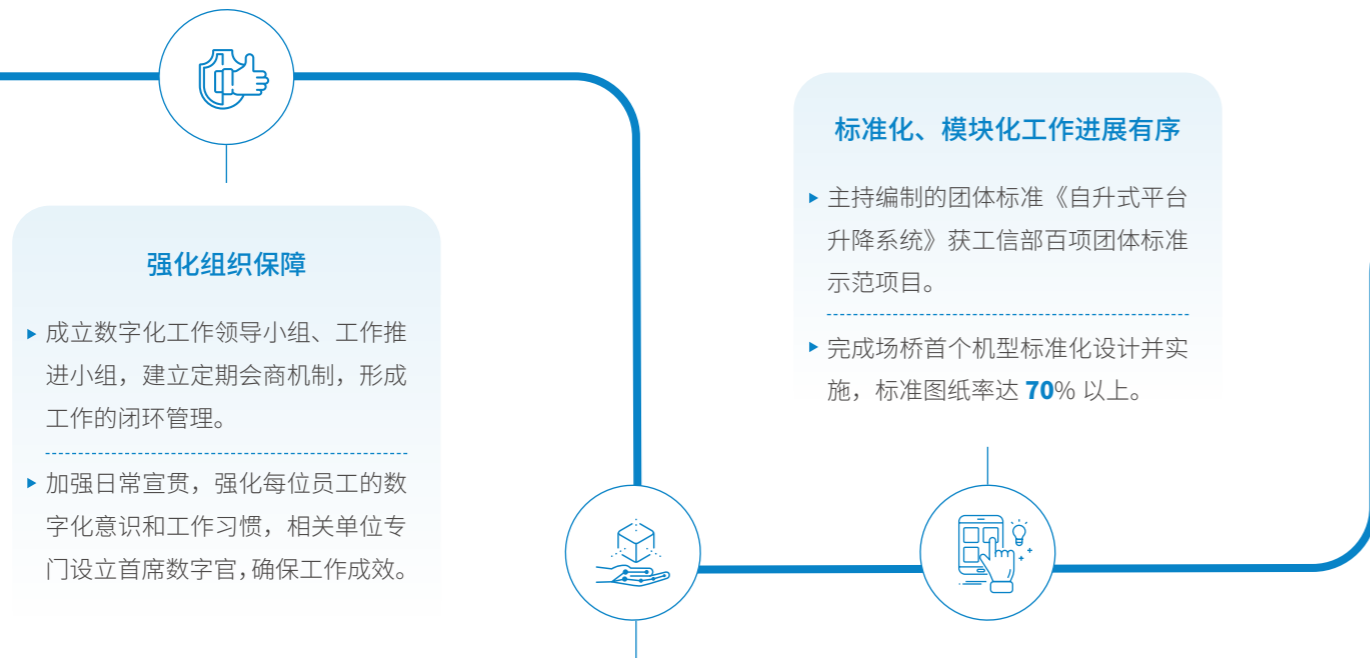 强化组织保障
成立数字化工作领导小组、工作推
进小组，建立定期会商机制，形成
工作的闭环管理。
加强日常宣贯，强化每位员工的数
字化意识和工作习惯，相关单位专
门设立首席数字官，确保工作成效。
标准化、模块化工作进展有序
主持编制的团体标准《自升式平台
升降系统》获工信部百项团体标准
示范项目。
完成场桥首个机型标准化设计并实
施，标准图纸率达 70% 以上。